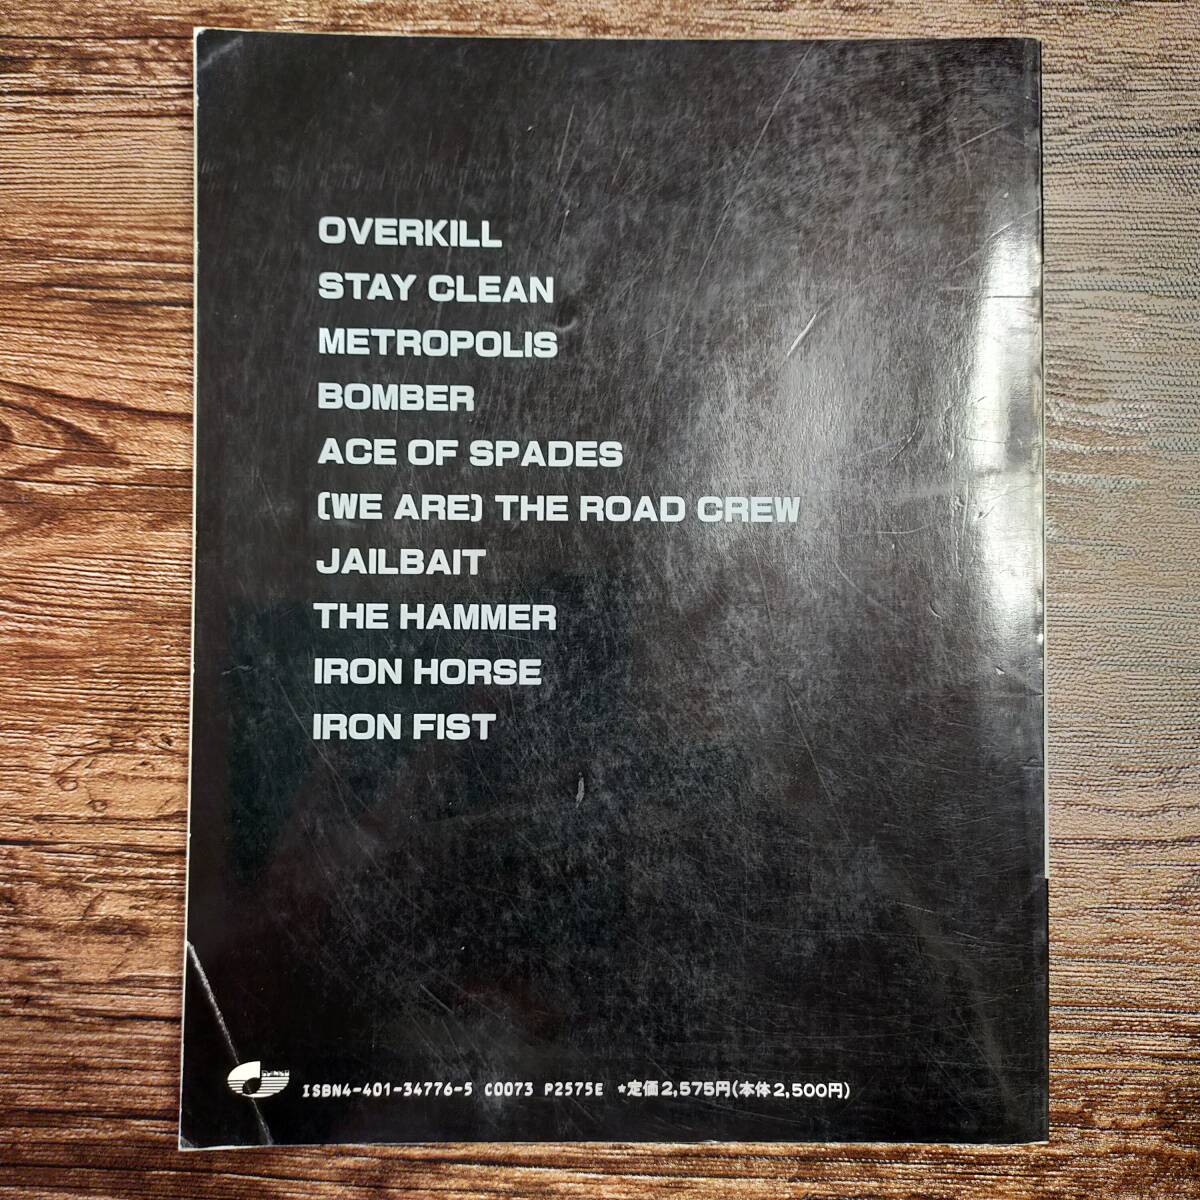 OVERKILL
STAY CLEAN
METROPOLIS
BOMBER
ACE OF SPADES
(WE ARE) THE ROAD CREW
JAILBAIT
THE HAMMER
IRON HORSE
IRON FIST
ISBN4-401-34776-5 C0073 P2575E ★定価2,575円(本体2,500円)